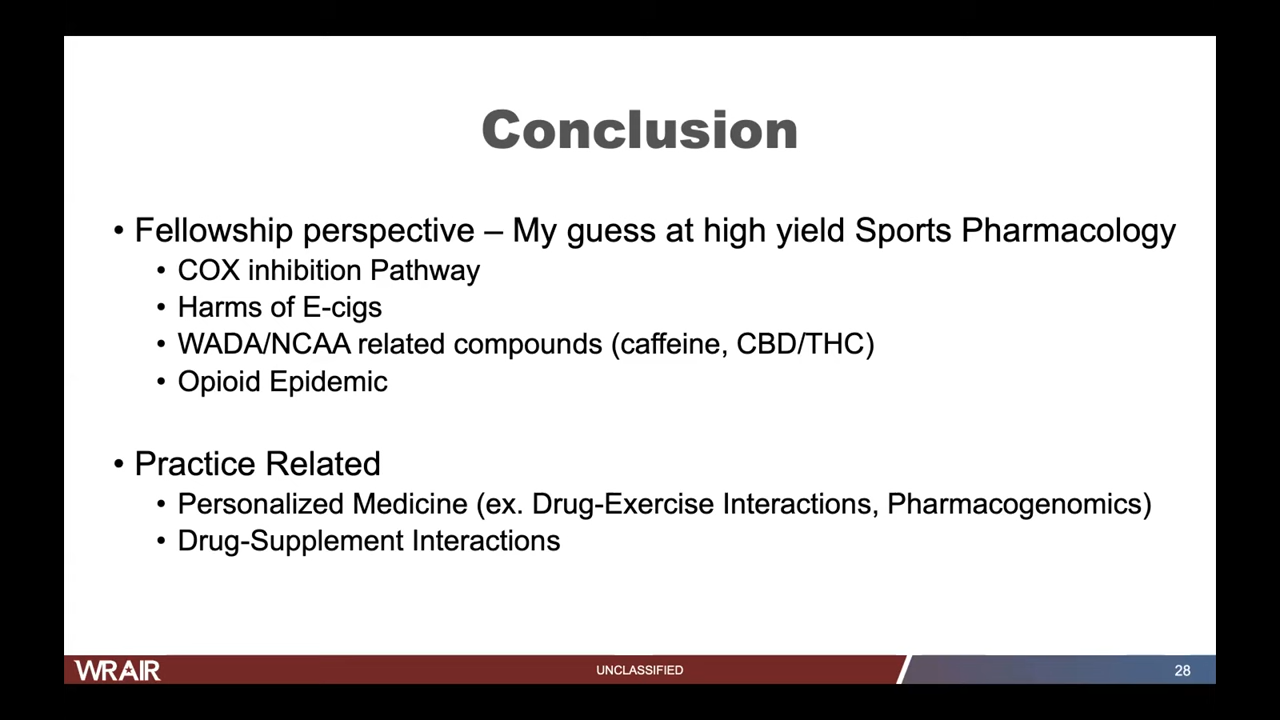 Conclusion
• Fellowship perspective – My guess at high yield Sports Pharmacology
• COX inhibition Pathway
• Harms of E-cigs
• WADA/NCAA related compounds (caffeine, CBD/THC)
• Opioid Epidemic
• Practice Related
• Personalized Medicine (ex. Drug-Exercise Interactions, Pharmacogenomics)
• Drug-Supplement Interactions
WRAIR
UNCLASSIFIED
28